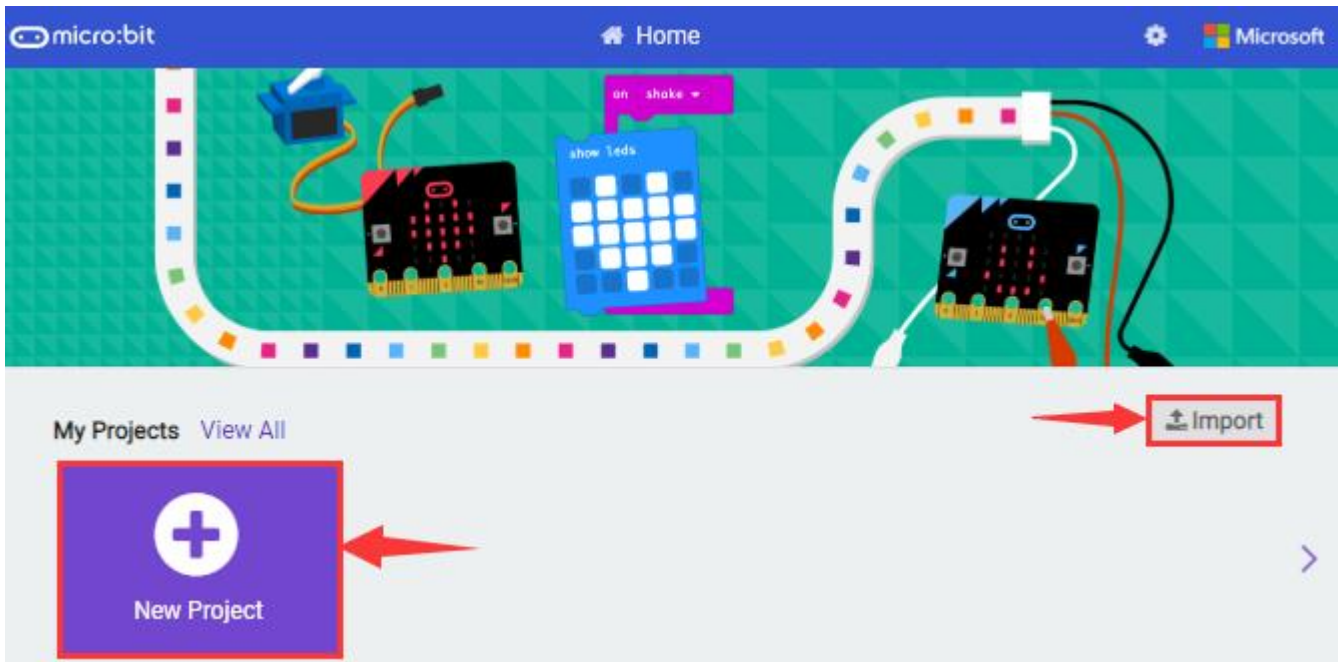 micro:bit
Home
Microsoft
on shake
show leds
My Projects View All
Import
New Project